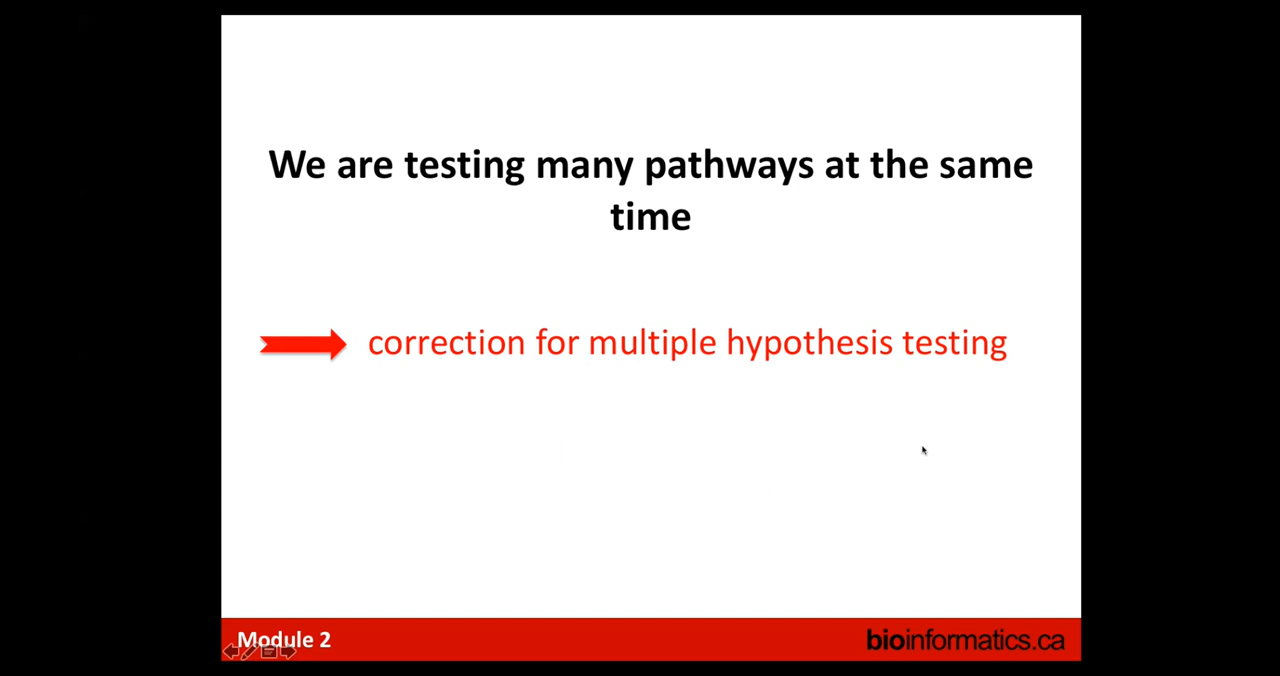 We are testing many pathways at the same
time
correction for multiple hypothesis testing
Module 2
bioinformatics.ca